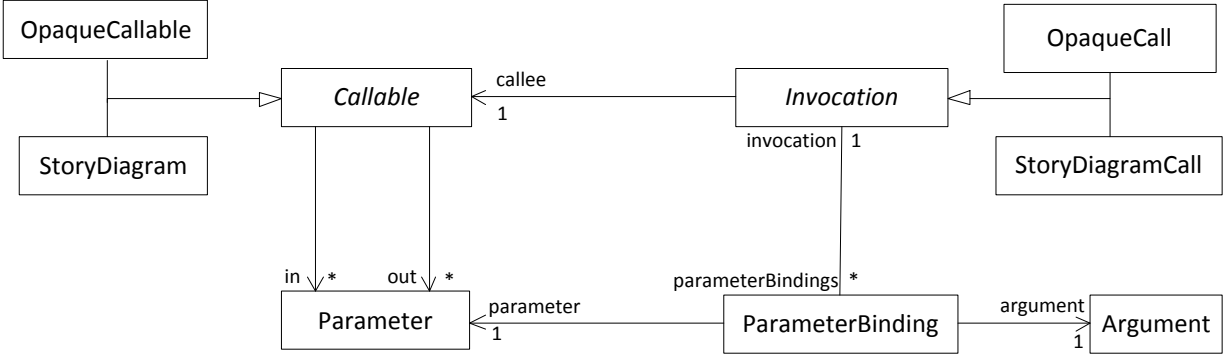 OpaqueCallable
OpaqueCall
Callable
callee
1
Invocation
invocation 1
StoryDiagram
StoryDiagramCall
in *
out *
parameterBindings *
Parameter
parameter
1
ParameterBinding
argument
1
Argument